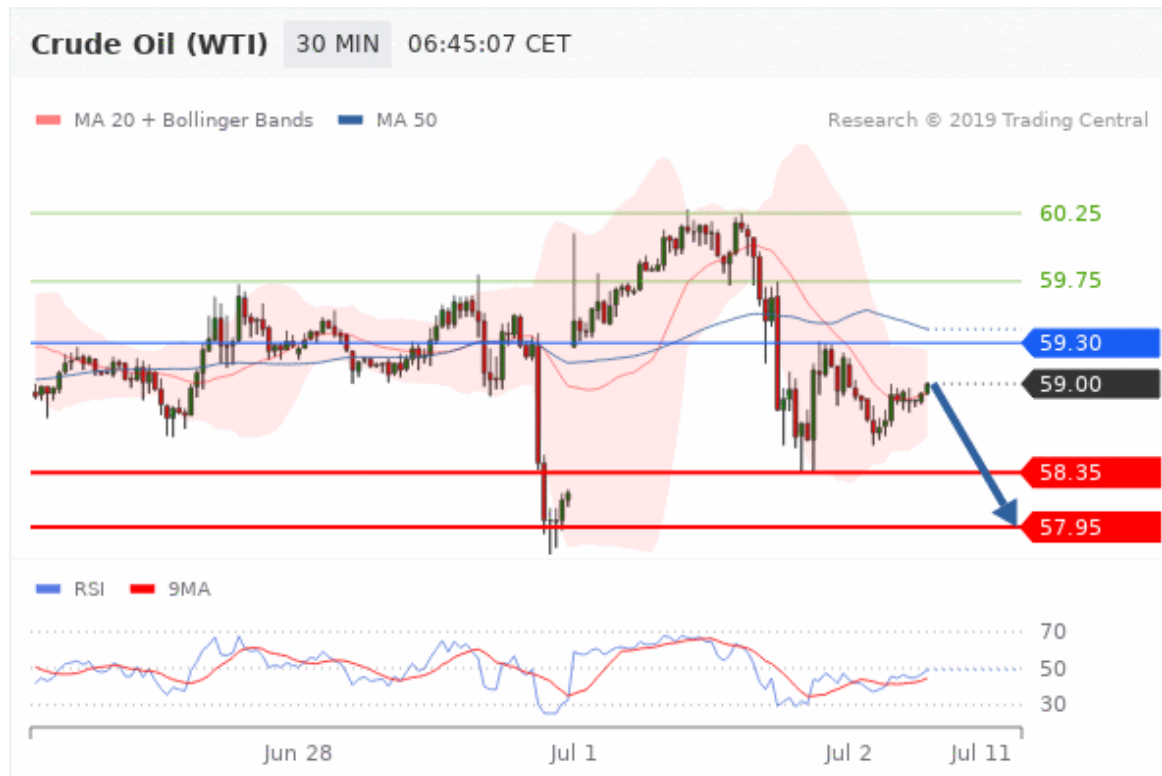 Crude Oil (WTI) 30 MIN 06:45:07 CET
MA 20 + Bollinger Bands MA 50 Research © 2019 Trading Central
60.25
59.75
59.30
59.00
58.35
57.95
RSI 9MA
70
50
30
Jun 28 Jul 1 Jul 2 Jul 11